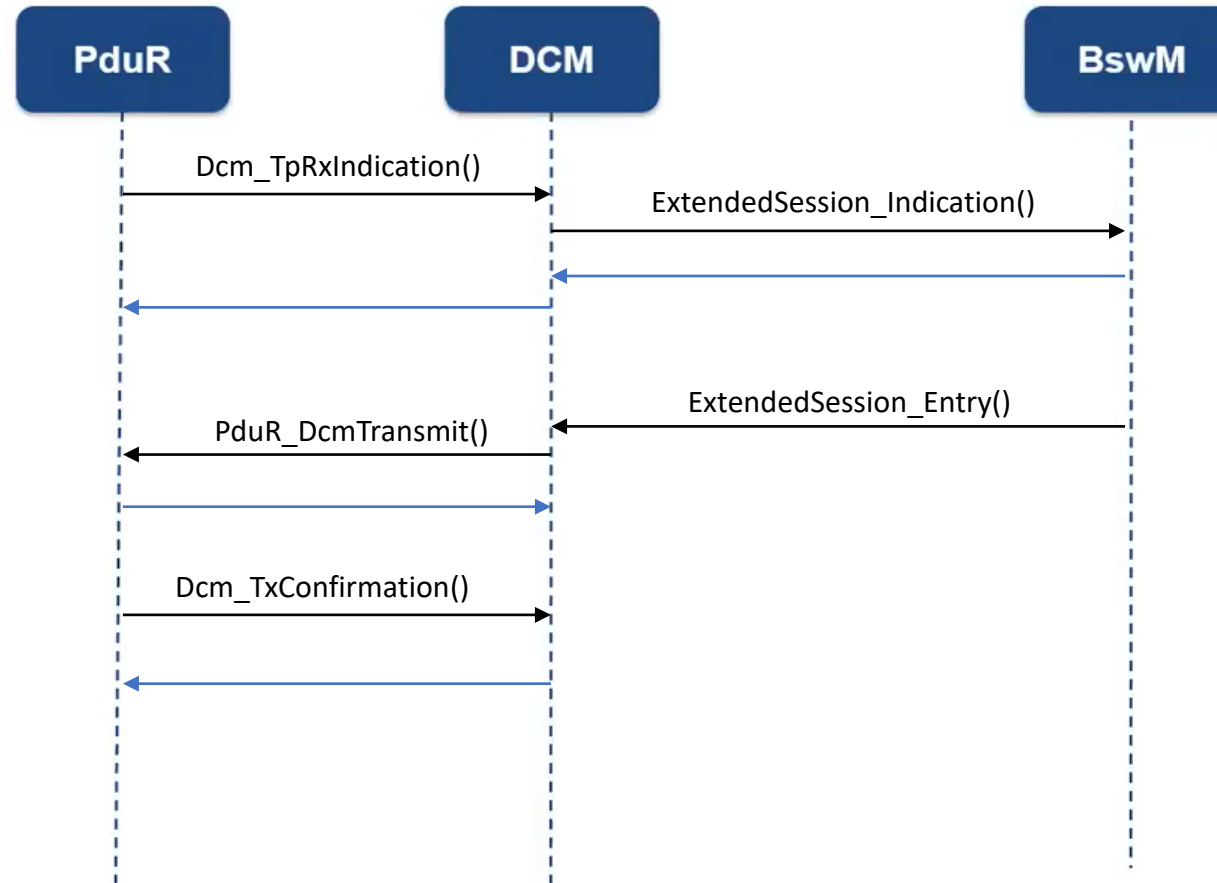 PduR
DCM
BswM
Dcm_TpRxIndication()
ExtendedSession_Indication()
ExtendedSession_Entry()
PduR_DcmTransmit()
Dcm_TxConfirmation()